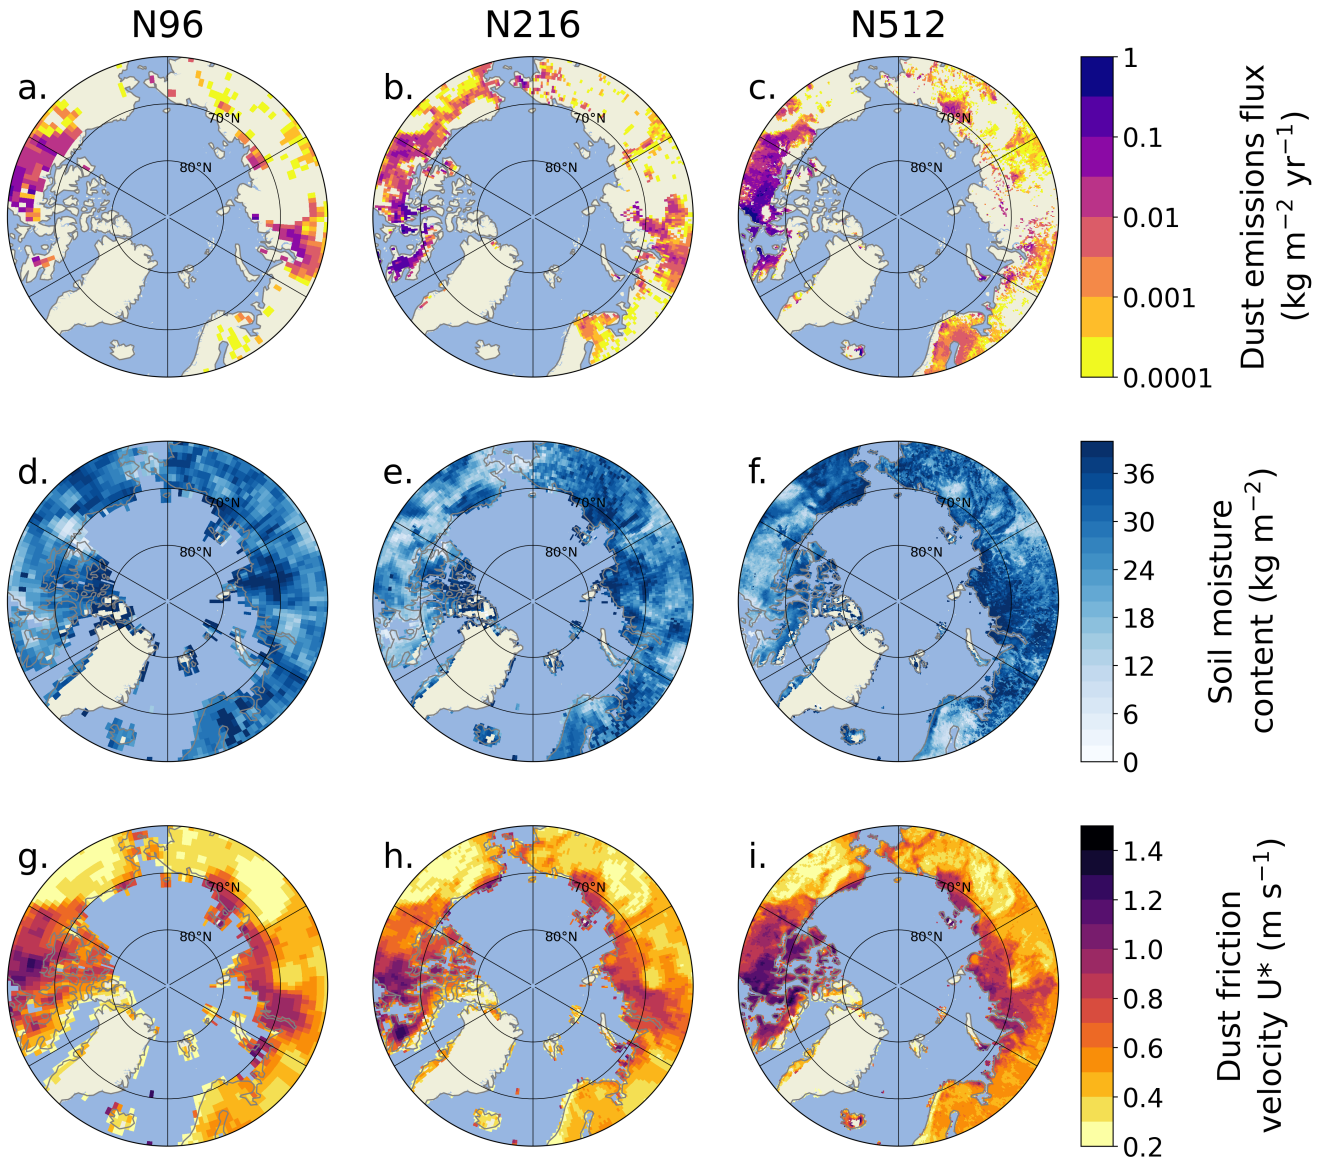 N96 N216 N512
a. b. c.
70°N 70°N 70°N
80°N 80°N 80°N
1
0.1
0.01
0.001
0.0001
Dust emissions flux
(kg m⁻² yr⁻¹)
d. e. f.
70°N 70°N 70°N
80°N 80°N 80°N
36
30
24
18
12
6
0
Soil moisture
content (kg m⁻²)
g. h. i.
70°N 70°N 70°N
80°N 80°N 80°N
1.4
1.2
1.0
0.8
0.6
0.4
0.2
Dust friction
velocity U* (m s⁻¹)